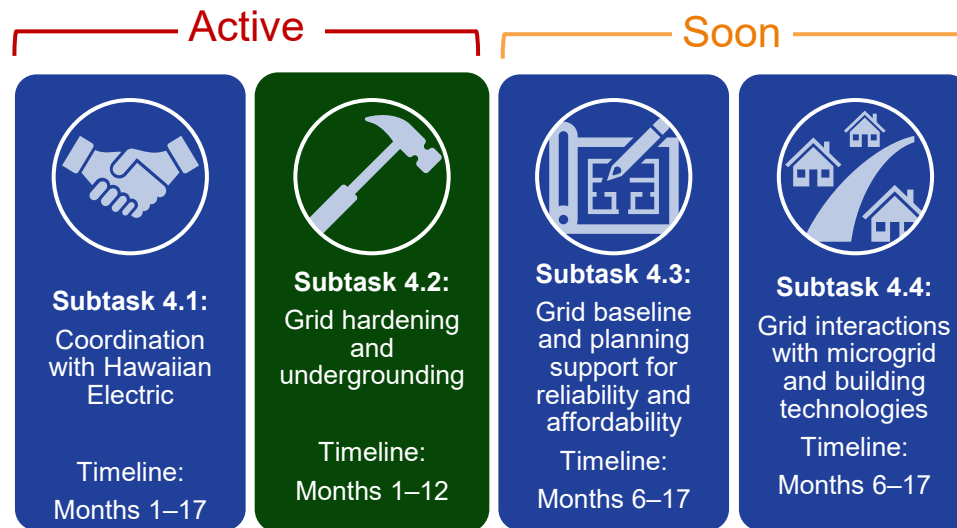 Active
Soon
Subtask 4.1:
Coordination
with Hawaiian
Electric
Timeline:
Months 1–17
Subtask 4.2:
Grid hardening
and
undergrounding
Timeline:
Months 1–12
Subtask 4.3:
Grid baseline
and planning
support for
reliability and
affordability
Timeline:
Months 6–17
Subtask 4.4:
Grid interactions
with microgrid
and building
technologies
Timeline:
Months 6–17